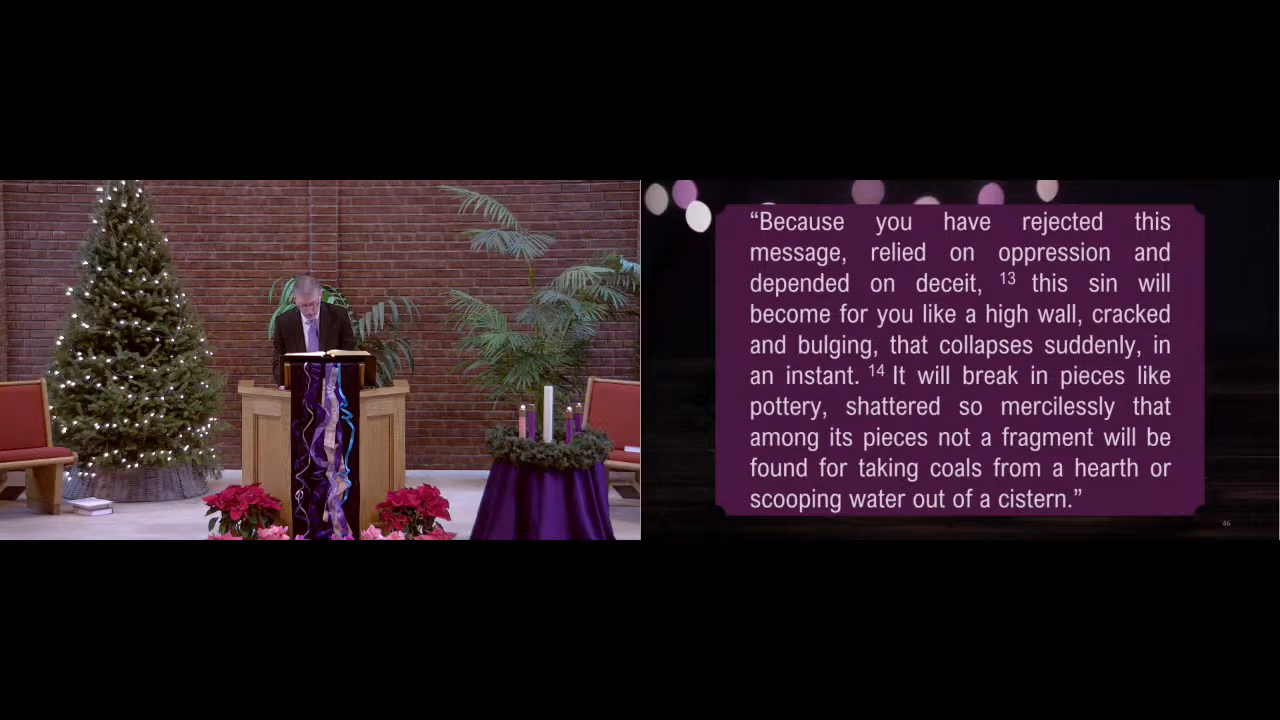 “Because you have rejected this
message, relied on oppression and
depended on deceit, 13 this sin will
become for you like a high wall, cracked
and bulging, that collapses suddenly, in
an instant. 14 It will break in pieces like
pottery, shattered so mercilessly that
among its pieces not a fragment will be
found for taking coals from a hearth or
scooping water out of a cistern.”
46